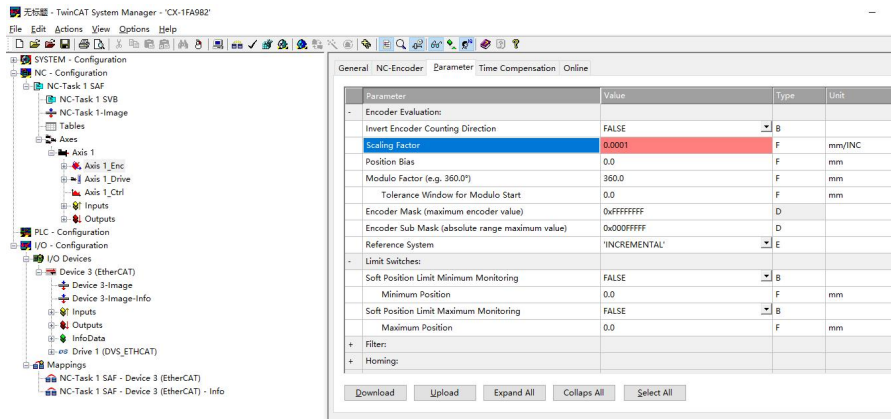 无标题 - TwinCAT System Manager - 'CX-1FA982'
File Edit Actions View Options Help
SYSTEM - Configuration
NC - Configuration
NC-Task 1 SAF
NC-Task 1 SVB
NC-Task 1-Image
Tables
Axes
Axis 1
Axis 1_Enc
Axis 1_Drive
Axis 1_Ctrl
Inputs
Outputs
PLC - Configuration
I/O - Configuration
I/O Devices
Device 3 (EtherCAT)
Device 3-Image
Device 3-Image-Info
Inputs
Outputs
InfoData
Drive 1 (DVS_ETHCAT)
Mappings
NC-Task 1 SAF - Device 3 (EtherCAT)
NC-Task 1 SAF - Device 3 (EtherCAT) - Info
General NC-Encoder Parameter Time Compensation Online
Parameter Value Type Unit
- Encoder Evaluation:
Invert Encoder Counting Direction FALSE B
Scaling Factor 0.0001 F mm/INC
Position Bias 0.0 F mm
Modulo Factor (e.g. 360.0°) 360.0 F mm
Tolerance Window for Modulo Start 0.0 F mm
Encoder Mask (maximum encoder value) 0xFFFFFFFF D
Encoder Sub Mask (absolute range maximum value) 0x000FFFFF D
Reference System 'INCREMENTAL' E
- Limit Switches:
Soft Position Limit Minimum Monitoring FALSE B
Minimum Position 0.0 F mm
Soft Position Limit Maximum Monitoring FALSE B
Maximum Position 0.0 F mm
+ Filter:
+ Homing:
Download Upload Expand All Collaps All Select All